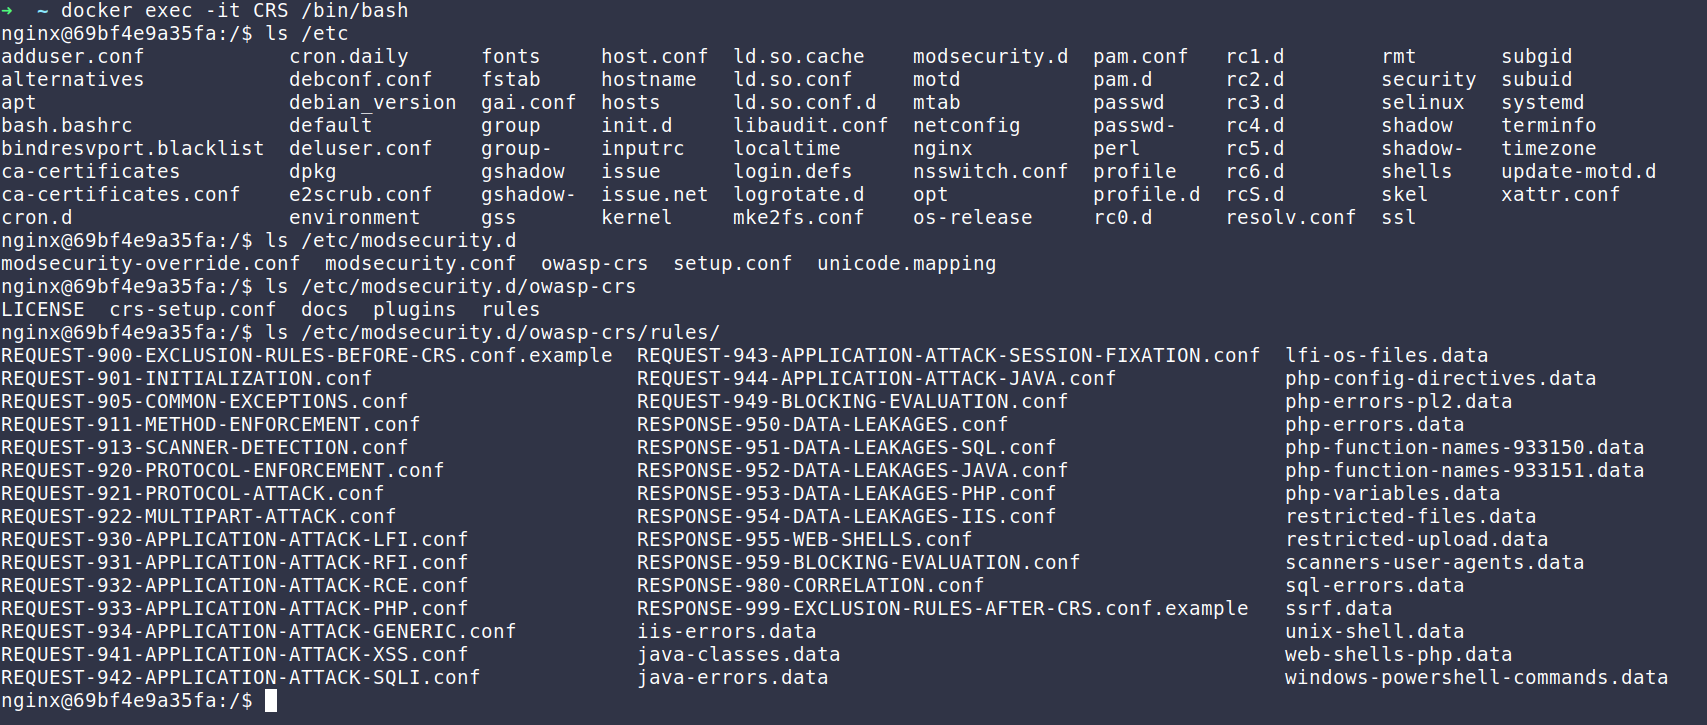 →  ~ docker exec -it CRS /bin/bash
nginx@69bf4e9a35fa:/$ ls /etc
adduser.conf            cron.daily      fonts     host.conf  ld.so.cache    modsecurity.d  pam.conf   rc1.d        rmt       subgid
alternatives            debconf.conf    fstab     hostname   ld.so.conf     motd           pam.d      rc2.d        security  subuid
apt                     debian_version  gai.conf  hosts      ld.so.conf.d   mtab           passwd     rc3.d        selinux   systemd
bash.bashrc             default         group     init.d     libaudit.conf  netconfig      passwd-    rc4.d        shadow    terminfo
bindresvport.blacklist  deluser.conf    group-    inputrc    localtime      nginx          perl       rc5.d        shadow-   timezone
ca-certificates         dpkg            gshadow   issue      login.defs     nsswitch.conf  profile    rc6.d        shells    update-motd.d
ca-certificates.conf    e2scrub.conf    gshadow-  issue.net  logrotate.d    opt            profile.d  rcS.d        skel      xattr.conf
cron.d                  environment     gss       kernel     mke2fs.conf    os-release     rc0.d      resolv.conf  ssl
nginx@69bf4e9a35fa:/$ ls /etc/modsecurity.d
modsecurity-override.conf  modsecurity.conf  owasp-crs  setup.conf  unicode.mapping
nginx@69bf4e9a35fa:/$ ls /etc/modsecurity.d/owasp-crs
LICENSE  crs-setup.conf  docs  plugins  rules
nginx@69bf4e9a35fa:/$ ls /etc/modsecurity.d/owasp-crs/rules/
REQUEST-900-EXCLUSION-RULES-BEFORE-CRS.conf.example  REQUEST-943-APPLICATION-ATTACK-SESSION-FIXATION.conf  lfi-os-files.data
REQUEST-901-INITIALIZATION.conf                      REQUEST-944-APPLICATION-ATTACK-JAVA.conf              php-config-directives.data
REQUEST-905-COMMON-EXCEPTIONS.conf                   REQUEST-949-BLOCKING-EVALUATION.conf                  php-errors-pl2.data
REQUEST-911-METHOD-ENFORCEMENT.conf                  RESPONSE-950-DATA-LEAKAGES.conf                       php-errors.data
REQUEST-913-SCANNER-DETECTION.conf                   RESPONSE-951-DATA-LEAKAGES-SQL.conf                   php-function-names-933150.data
REQUEST-920-PROTOCOL-ENFORCEMENT.conf                RESPONSE-952-DATA-LEAKAGES-JAVA.conf                  php-function-names-933151.data
REQUEST-921-PROTOCOL-ATTACK.conf                     RESPONSE-953-DATA-LEAKAGES-PHP.conf                   php-variables.data
REQUEST-922-MULTIPART-ATTACK.conf                    RESPONSE-954-DATA-LEAKAGES-IIS.conf                   restricted-files.data
REQUEST-930-APPLICATION-ATTACK-LFI.conf              RESPONSE-955-WEB-SHELLS.conf                          restricted-upload.data
REQUEST-931-APPLICATION-ATTACK-RFI.conf              RESPONSE-959-BLOCKING-EVALUATION.conf                 scanners-user-agents.data
REQUEST-932-APPLICATION-ATTACK-RCE.conf              RESPONSE-980-CORRELATION.conf                         sql-errors.data
REQUEST-933-APPLICATION-ATTACK-PHP.conf              RESPONSE-999-EXCLUSION-RULES-AFTER-CRS.conf.example   ssrf.data
REQUEST-934-APPLICATION-ATTACK-GENERIC.conf          iis-errors.data                                       unix-shell.data
REQUEST-941-APPLICATION-ATTACK-XSS.conf              java-classes.data                                     web-shells-php.data
REQUEST-942-APPLICATION-ATTACK-SQLI.conf             java-errors.data                                      windows-powershell-commands.data
nginx@69bf4e9a35fa:/$